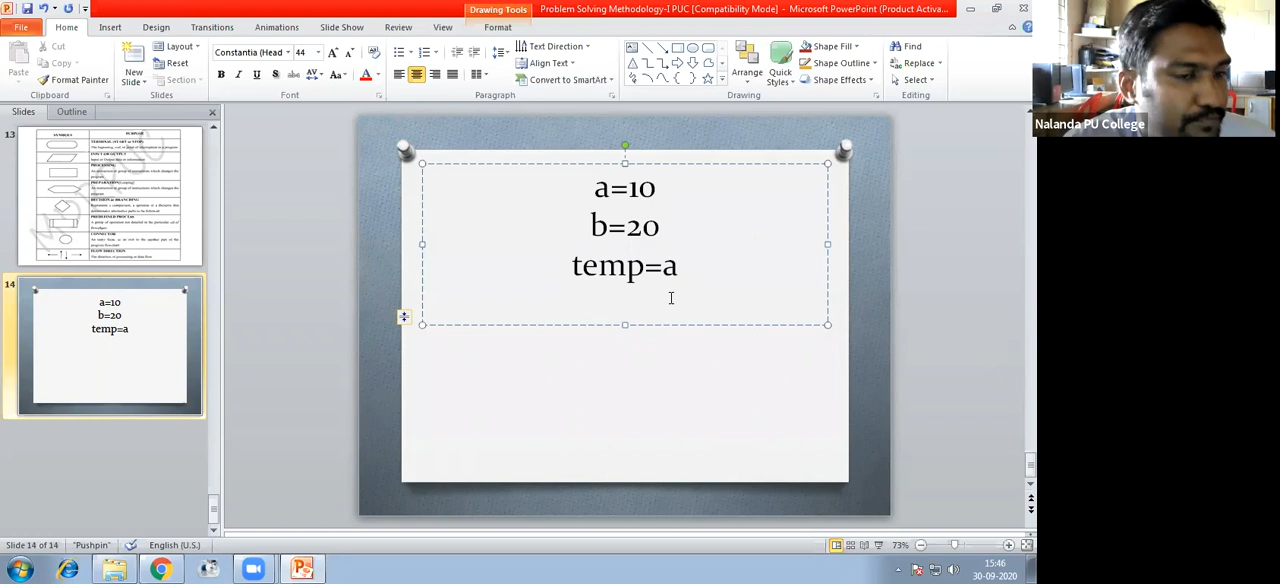 Drawing Tools
Problem Solving Methodology-I PUC [Compatibility Mode] - Microsoft PowerPoint (Product Activa...
File
Home
Insert
Design
Transitions
Animations
Slide Show
Review
View
Format
Paste
Cut
Copy
Format Painter
Clipboard
New
Slide
Layout
Reset
Section
Slides
Constantia (Head
44
Font
Text Direction
Align Text
Convert to SmartArt
Paragraph
Arrange
Quick
Styles
Shape Fill
Shape Outline
Shape Effects
Drawing
Find
Replace
Select
Editing
Nalanda PU College
Slides
Outline
13
SYMBOLS
PURPOSE
14
a=10
b=20
temp=a
a=10
b=20
temp=a
Slide 14 of 14
"Pushpin"
English (U.S.)
73%
15:46
30-09-2020